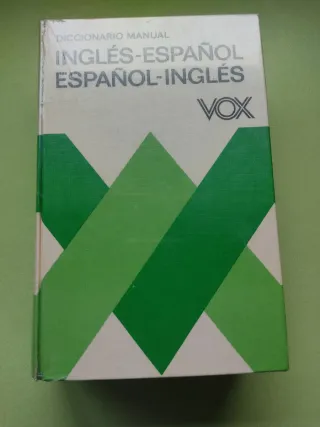 DICCIONARIO MANUAL
INGLÉS-ESPAÑOL
ESPAÑOL-INGLÉS
VOX